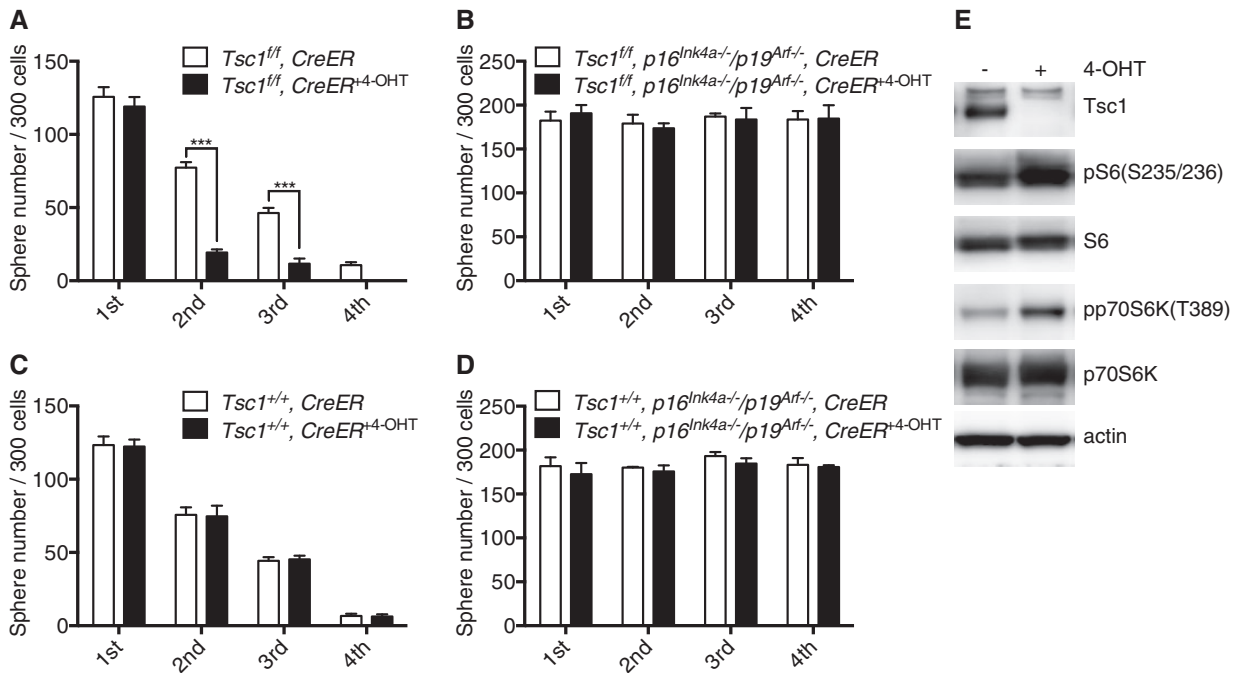 A
Sphere number / 300 cells
150
100
50
0
Tsc1f/f, CreER
Tsc1f/f, CreER+4-OHT
***
***
1st
2nd
3rd
4th
B
Sphere number / 300 cells
250
200
150
100
50
0
Tsc1f/f, p16Ink4a-/-/p19Arf-/-, CreER
Tsc1f/f, p16Ink4a-/-/p19Arf-/-, CreER+4-OHT
1st
2nd
3rd
4th
C
Sphere number / 300 cells
150
100
50
0
Tsc1+/+, CreER
Tsc1+/+, CreER+4-OHT
1st
2nd
3rd
4th
D
Sphere number / 300 cells
250
200
150
100
50
0
Tsc1+/+, p16Ink4a-/-/p19Arf-/-, CreER
Tsc1+/+, p16Ink4a-/-/p19Arf-/-, CreER+4-OHT
1st
2nd
3rd
4th
E
- + 4-OHT
Tsc1
pS6(S235/236)
S6
pp70S6K(T389)
p70S6K
actin